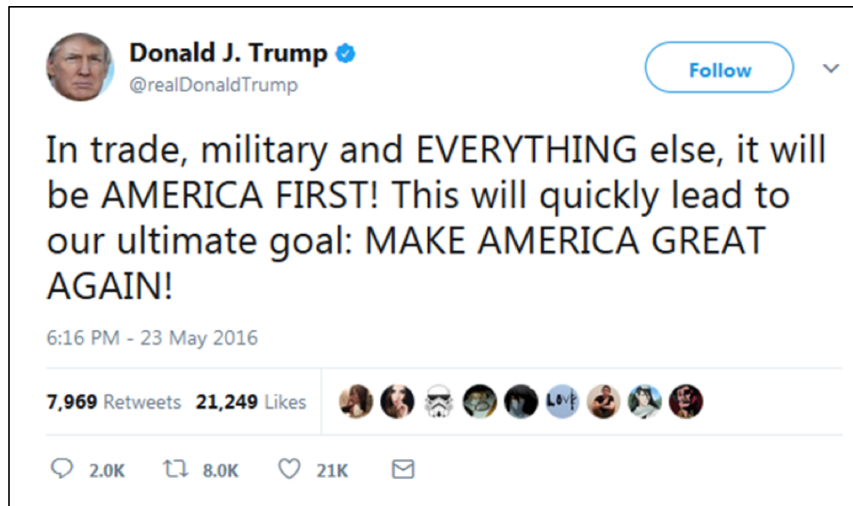 Donald J. Trump
@realDonaldTrump
Follow
In trade, military and EVERYTHING else, it will
be AMERICA FIRST! This will quickly lead to
our ultimate goal: MAKE AMERICA GREAT
AGAIN!
6:16 PM - 23 May 2016
7,969 Retweets 21,249 Likes
LOVE
2.0K 8.0K 21K